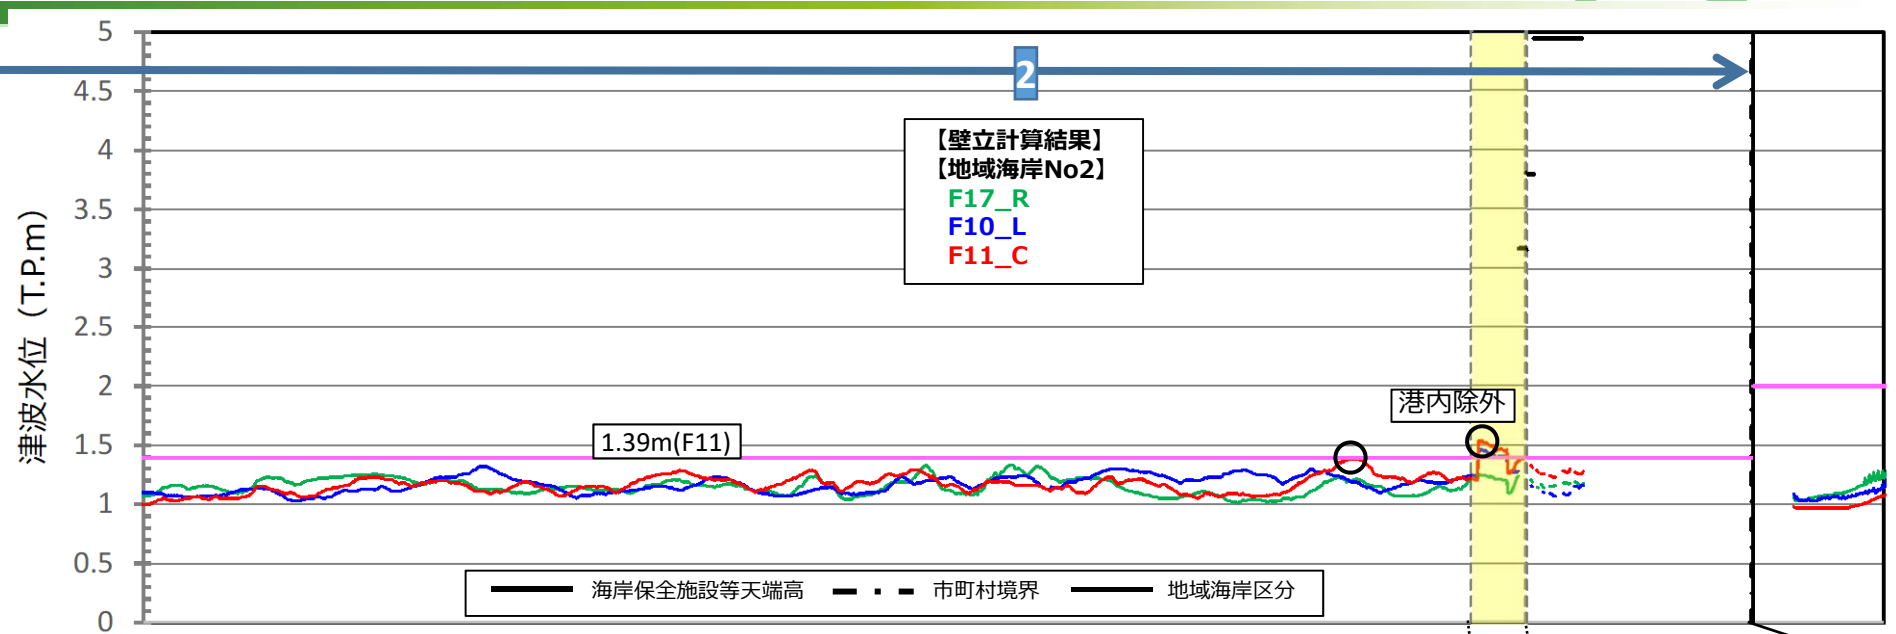 津波水位（T.P.m）
5
4.5
4
3.5
3
2.5
2
1.5
1
0.5
0
2
【壁立計算結果】
【地域海岸No2】
F17_R
F10_L
F11_C
港内除外
1.39m(F11)
海岸保全施設等天端高 市町村境界 地域海岸区分